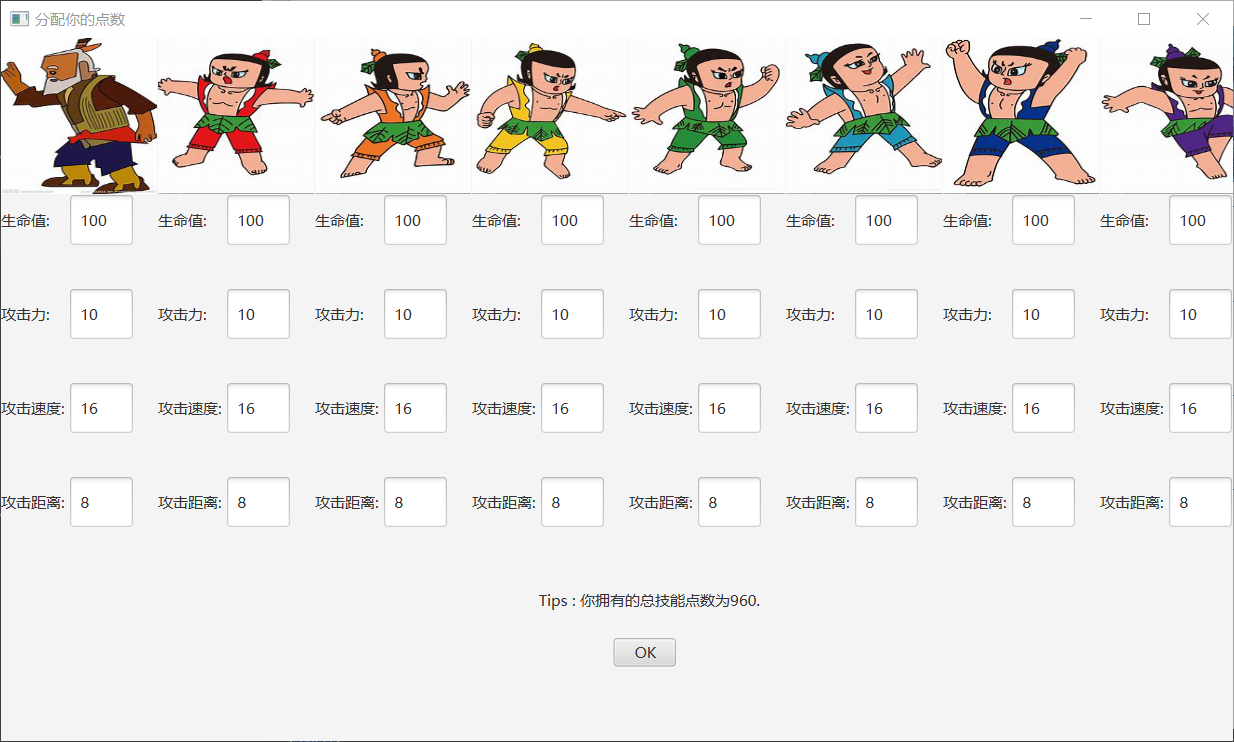 分配你的点数
生命值: 100 生命值: 100 生命值: 100 生命值: 100 生命值: 100 生命值: 100 生命值: 100 生命值: 100
攻击力: 10 攻击力: 10 攻击力: 10 攻击力: 10 攻击力: 10 攻击力: 10 攻击力: 10 攻击力: 10
攻击速度: 16 攻击速度: 16 攻击速度: 16 攻击速度: 16 攻击速度: 16 攻击速度: 16 攻击速度: 16 攻击速度: 16
攻击距离: 8 攻击距离: 8 攻击距离: 8 攻击距离: 8 攻击距离: 8 攻击距离: 8 攻击距离: 8 攻击距离: 8
Tips : 你拥有的总技能点数为960.
OK